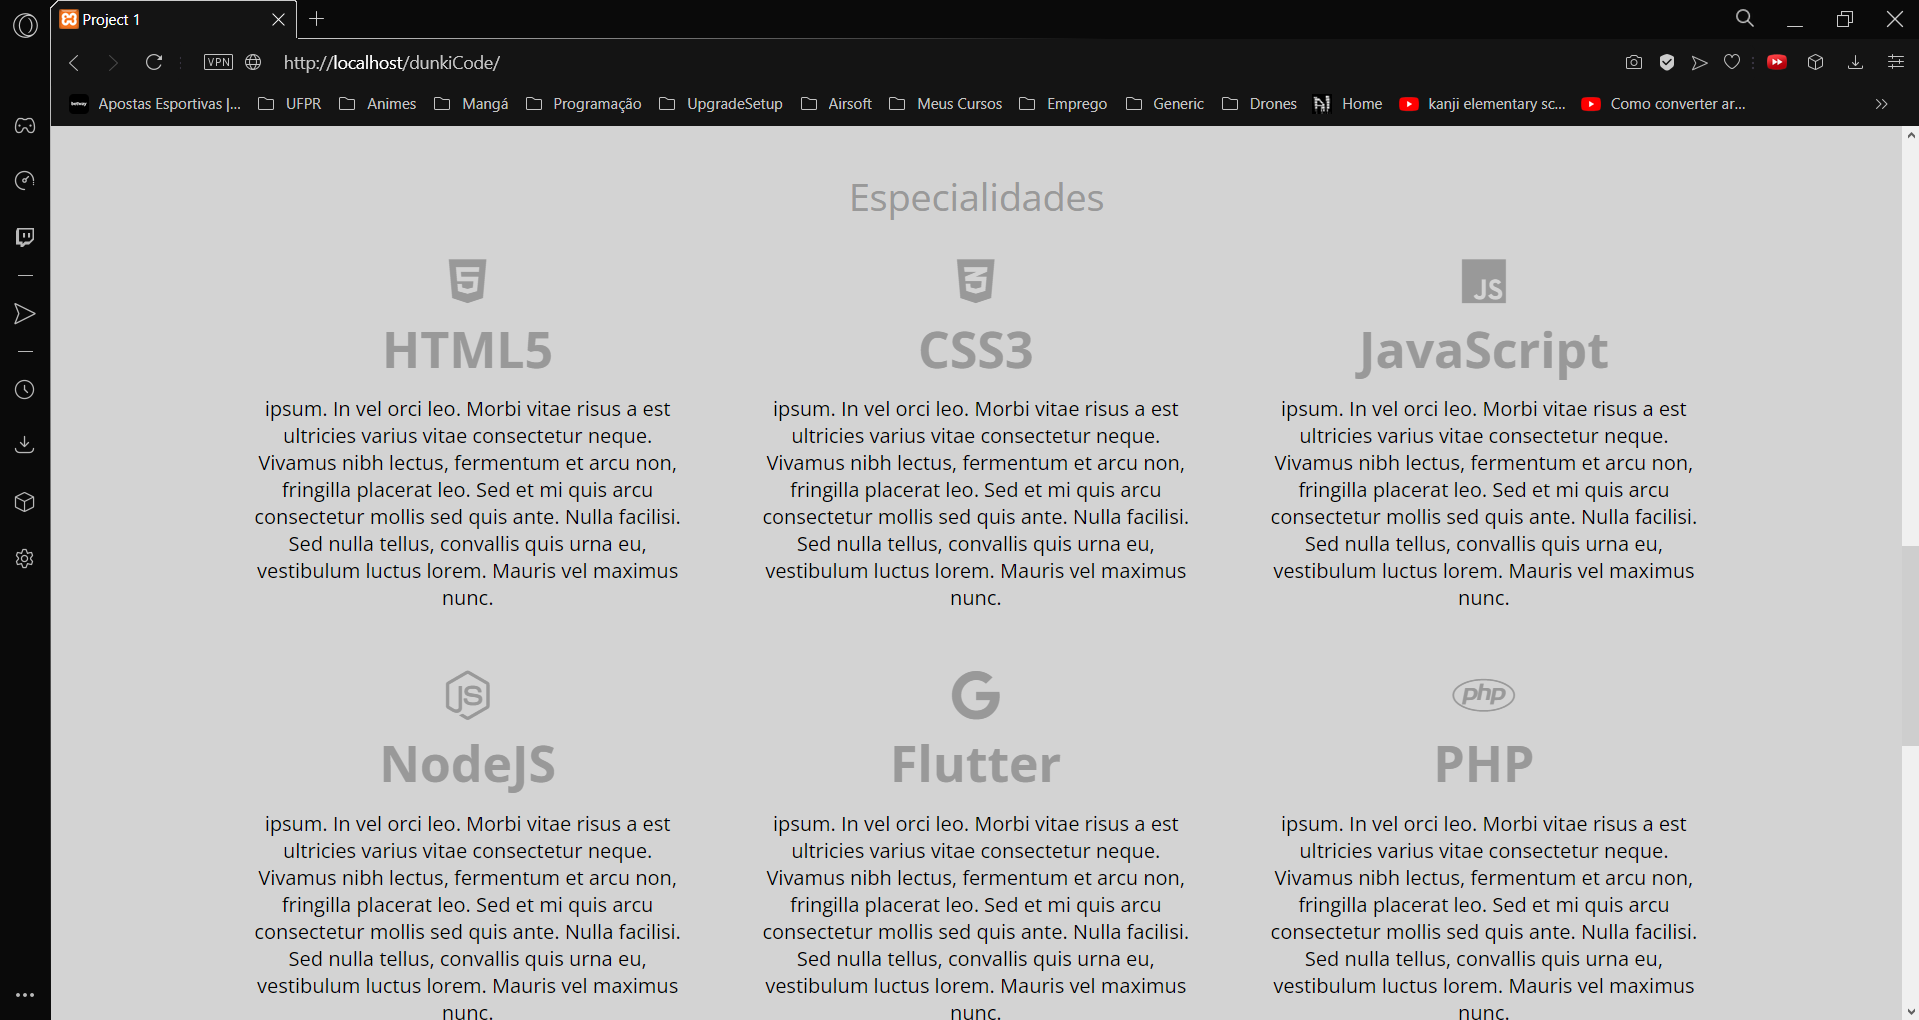 Project 1
VPN
http://localhost/dunkiCode/
Apostas Esportivas |... UFPR Animes Mangá Programação UpgradeSetup Airsoft Meus Cursos Emprego Generic Drones Home kanji elementary sc... Como converter ar...
Especialidades
HTML5
ipsum. In vel orci leo. Morbi vitae risus a est
ultricies varius vitae consectetur neque.
Vivamus nibh lectus, fermentum et arcu non,
fringilla placerat leo. Sed et mi quis arcu
consectetur mollis sed quis ante. Nulla facilisi.
Sed nulla tellus, convallis quis urna eu,
vestibulum luctus lorem. Mauris vel maximus
nunc.
CSS3
ipsum. In vel orci leo. Morbi vitae risus a est
ultricies varius vitae consectetur neque.
Vivamus nibh lectus, fermentum et arcu non,
fringilla placerat leo. Sed et mi quis arcu
consectetur mollis sed quis ante. Nulla facilisi.
Sed nulla tellus, convallis quis urna eu,
vestibulum luctus lorem. Mauris vel maximus
nunc.
JS
JavaScript
ipsum. In vel orci leo. Morbi vitae risus a est
ultricies varius vitae consectetur neque.
Vivamus nibh lectus, fermentum et arcu non,
fringilla placerat leo. Sed et mi quis arcu
consectetur mollis sed quis ante. Nulla facilisi.
Sed nulla tellus, convallis quis urna eu,
vestibulum luctus lorem. Mauris vel maximus
nunc.
JS
NodeJS
ipsum. In vel orci leo. Morbi vitae risus a est
ultricies varius vitae consectetur neque.
Vivamus nibh lectus, fermentum et arcu non,
fringilla placerat leo. Sed et mi quis arcu
consectetur mollis sed quis ante. Nulla facilisi.
Sed nulla tellus, convallis quis urna eu,
vestibulum luctus lorem. Mauris vel maximus
nunc.
G
Flutter
ipsum. In vel orci leo. Morbi vitae risus a est
ultricies varius vitae consectetur neque.
Vivamus nibh lectus, fermentum et arcu non,
fringilla placerat leo. Sed et mi quis arcu
consectetur mollis sed quis ante. Nulla facilisi.
Sed nulla tellus, convallis quis urna eu,
vestibulum luctus lorem. Mauris vel maximus
nunc.
php
PHP
ipsum. In vel orci leo. Morbi vitae risus a est
ultricies varius vitae consectetur neque.
Vivamus nibh lectus, fermentum et arcu non,
fringilla placerat leo. Sed et mi quis arcu
consectetur mollis sed quis ante. Nulla facilisi.
Sed nulla tellus, convallis quis urna eu,
vestibulum luctus lorem. Mauris vel maximus
nunc.